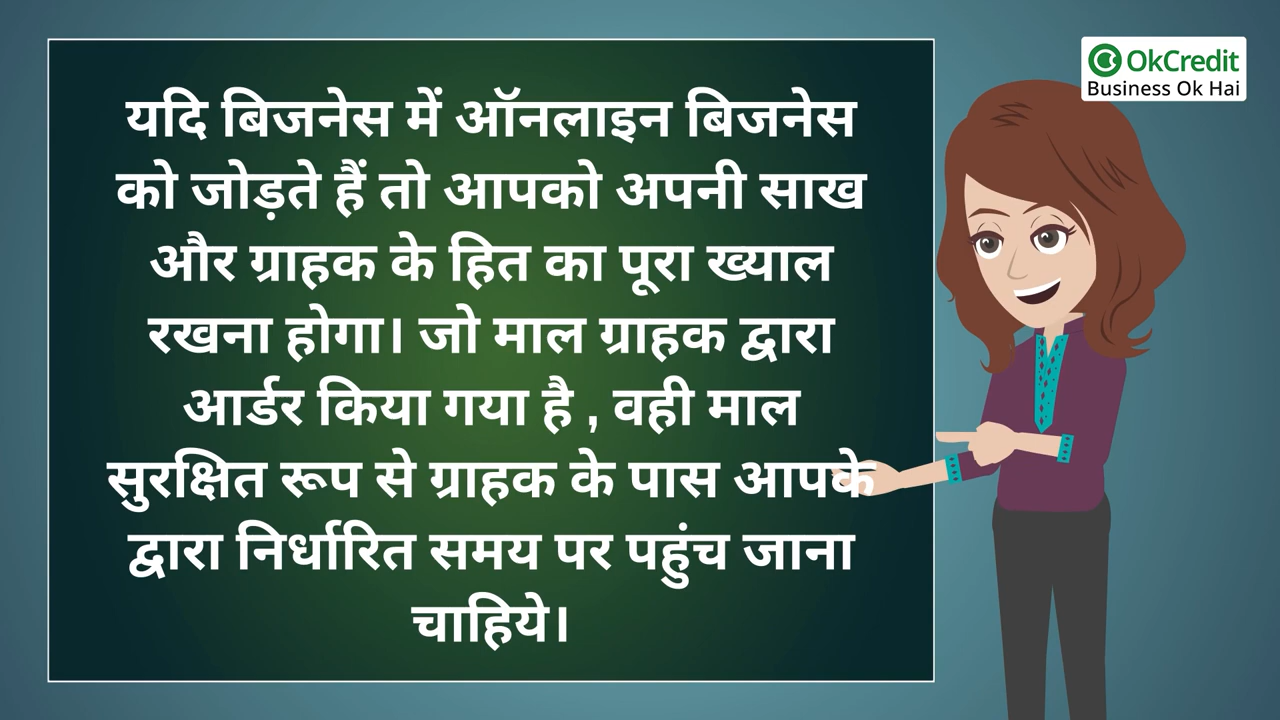 OkCredit
Business Ok Hai
यदि बिजनेस में ऑनलाइन बिजनेस
को जोड़ते हैं तो आपको अपनी साख
और ग्राहक के हित का पूरा ख्याल
रखना होगा। जो माल ग्राहक द्वारा
आर्डर किया गया है , वही माल
सुरक्षित रूप से ग्राहक के पास आपके
द्वारा निर्धारित समय पर पहुंच जाना
चाहिये।